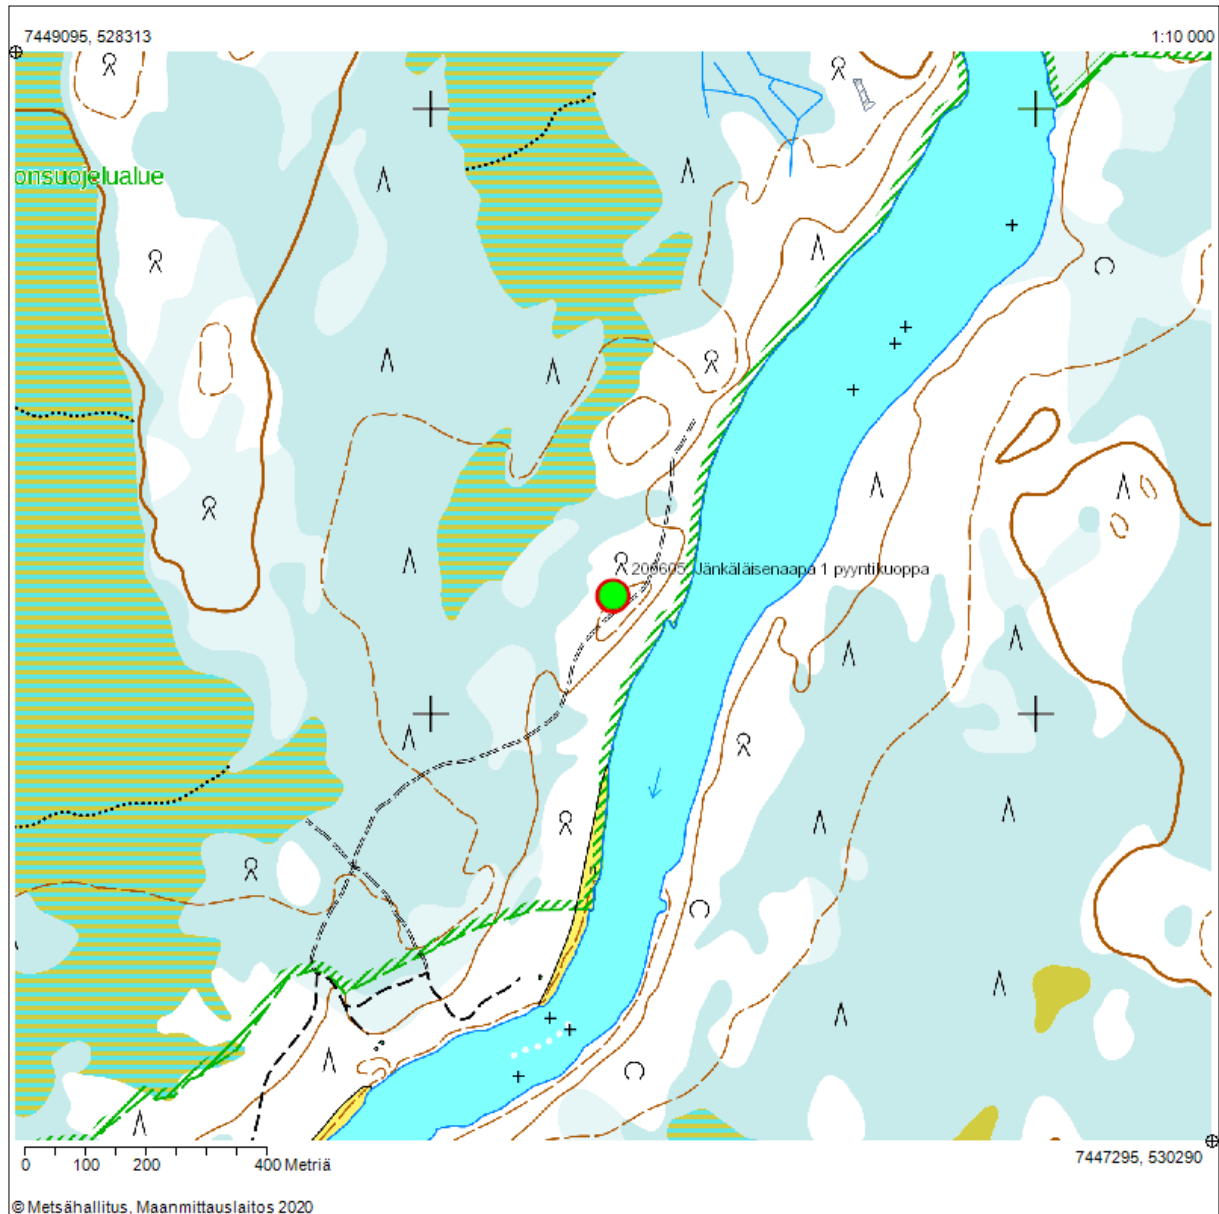 7449095, 528313
1:10 000
onsuojelualue
200605 Jänkäläisenaapa 1 pyyntikuoppa
0 100 200 400 Metriä
7447295, 530290
© Metsähallitus, Maanmittauslaitos 2020